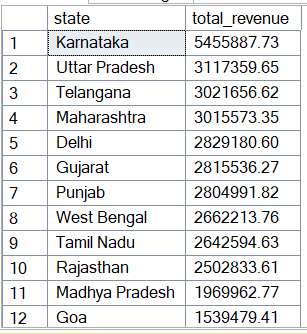 state total_revenue
1 Karnataka 5455887.73
2 Uttar Pradesh 3117359.65
3 Telangana 3021656.62
4 Maharashtra 3015573.35
5 Delhi 2829180.60
6 Gujarat 2815536.27
7 Punjab 2804991.82
8 West Bengal 2662213.76
9 Tamil Nadu 2642594.63
10 Rajasthan 2502833.61
11 Madhya Pradesh 1969962.77
12 Goa 1539479.41